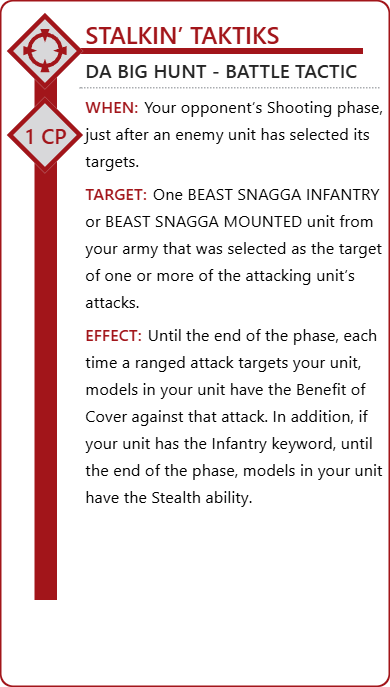 STALKIN’ TAKTIKS
DA BIG HUNT - BATTLE TACTIC
1 CP
WHEN: Your opponent’s Shooting phase,
just after an enemy unit has selected its
targets.
TARGET: One BEAST SNAGGA INFANTRY
or BEAST SNAGGA MOUNTED unit from
your army that was selected as the target
of one or more of the attacking unit’s
attacks.
EFFECT: Until the end of the phase, each
time a ranged attack targets your unit,
models in your unit have the Benefit of
Cover against that attack. In addition, if
your unit has the Infantry keyword, until
the end of the phase, models in your unit
have the Stealth ability.